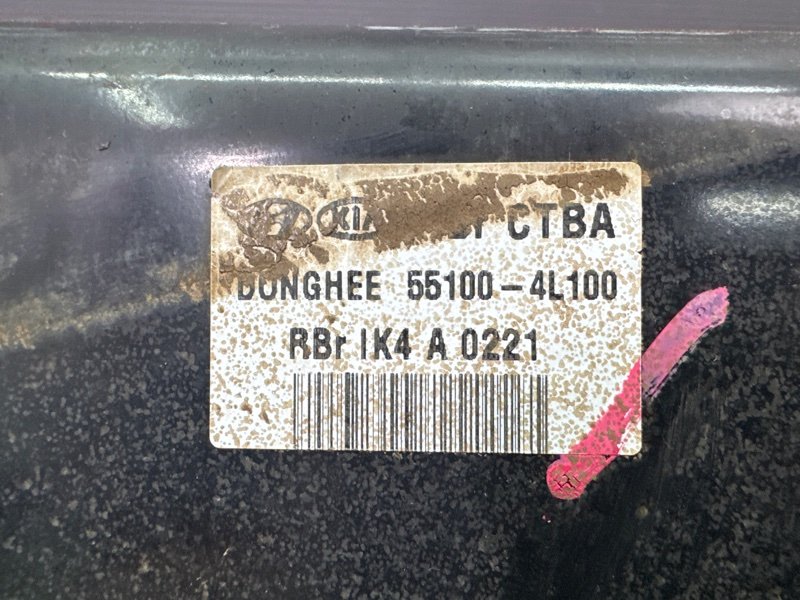 KIA CTBA
DONGHEE 55100-4L100
RBr IK4 A 0221